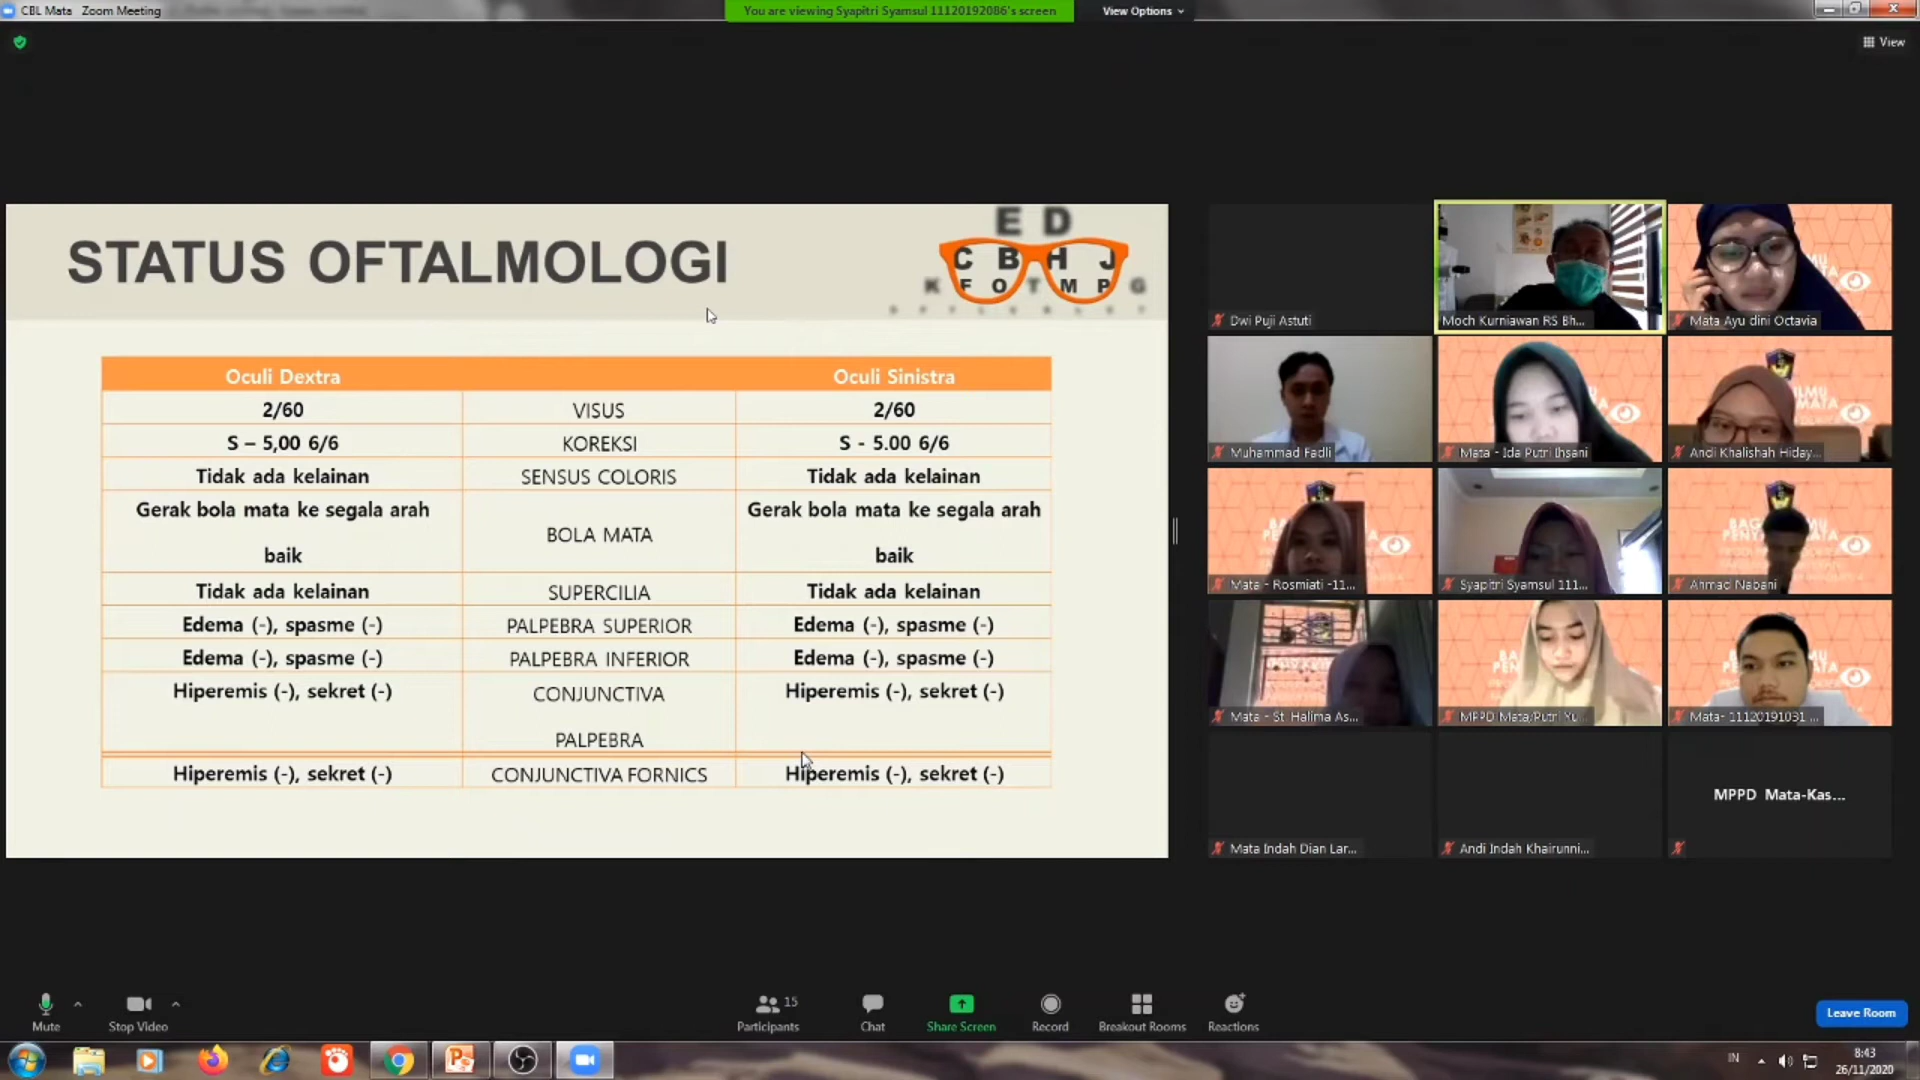 CBL Mata Zoom Meeting
You are viewing Syapitri Syamsul 11120192086's screen
View Options
View
STATUS OFTALMOLOGI
E D
C B H J
K F O T M P G
Oculi Dextra Oculi Sinistra
2/60 VISUS 2/60
S – 5,00 6/6 KOREKSI S - 5.00 6/6
Tidak ada kelainan SENSUS COLORIS Tidak ada kelainan
Gerak bola mata ke segala arah BOLA MATA Gerak bola mata ke segala arah
baik baik
Tidak ada kelainan SUPERCILIA Tidak ada kelainan
Edema (-), spasme (-) PALPEBRA SUPERIOR Edema (-), spasme (-)
Edema (-), spasme (-) PALPEBRA INFERIOR Edema (-), spasme (-)
Hiperemis (-), sekret (-) CONJUNCTIVA Hiperemis (-), sekret (-)
PALPEBRA
Hiperemis (-), sekret (-) CONJUNCTIVA FORNICS Hiperemis (-), sekret (-)
Dwi Puji Astuti
Moch Kurniawan RS Bh...
Mata Ayu dini Octavia
Muhammad Fadli
Mata - Ida Putri Ihsani
Andi Khalishah Hiday...
Mata - Rosmiati -11...
Syapitri Syamsul 111...
Ahmad Nabani
Mata - St. Halima As...
MPPD Mata/Putri Yu...
Mata- 11120191031 ...
Mata Indah Dian Lar...
Andi Indah Khairunni...
MPPD Mata-Kas...
Mute
Stop Video
15
Participants
Chat
Share Screen
Record
Breakout Rooms
Reactions
Leave Room
IN
8:43
26/11/2020